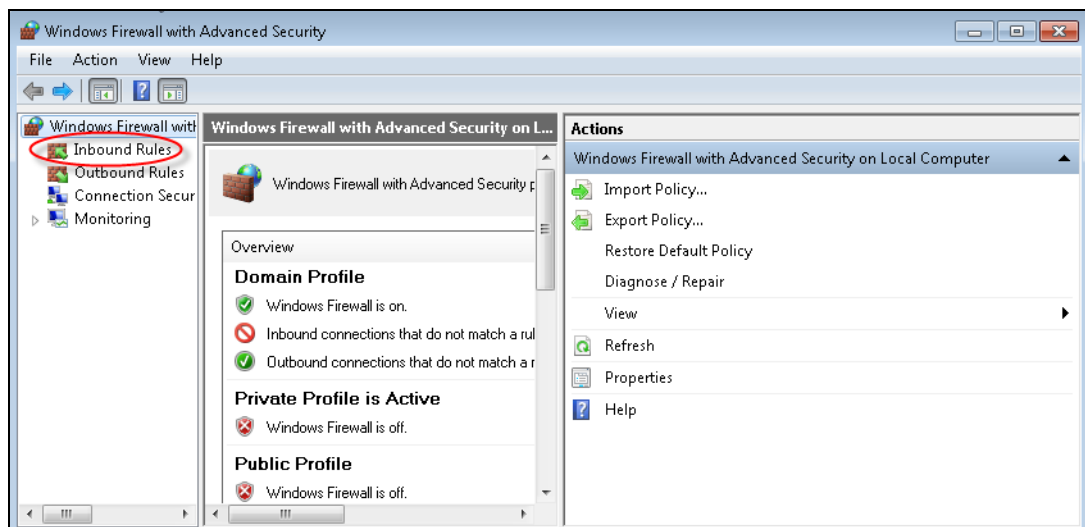 Windows Firewall with Advanced Security
File Action View Help
Windows Firewall with
Inbound Rules
Outbound Rules
Connection Secur
Monitoring
Windows Firewall with Advanced Security on L...
Windows Firewall with Advanced Security p
Overview
Domain Profile
Windows Firewall is on.
Inbound connections that do not match a rul
Outbound connections that do not match a r
Private Profile is Active
Windows Firewall is off.
Public Profile
Windows Firewall is off.
Actions
Windows Firewall with Advanced Security on Local Computer
Import Policy...
Export Policy...
Restore Default Policy
Diagnose / Repair
View
Refresh
Properties
Help